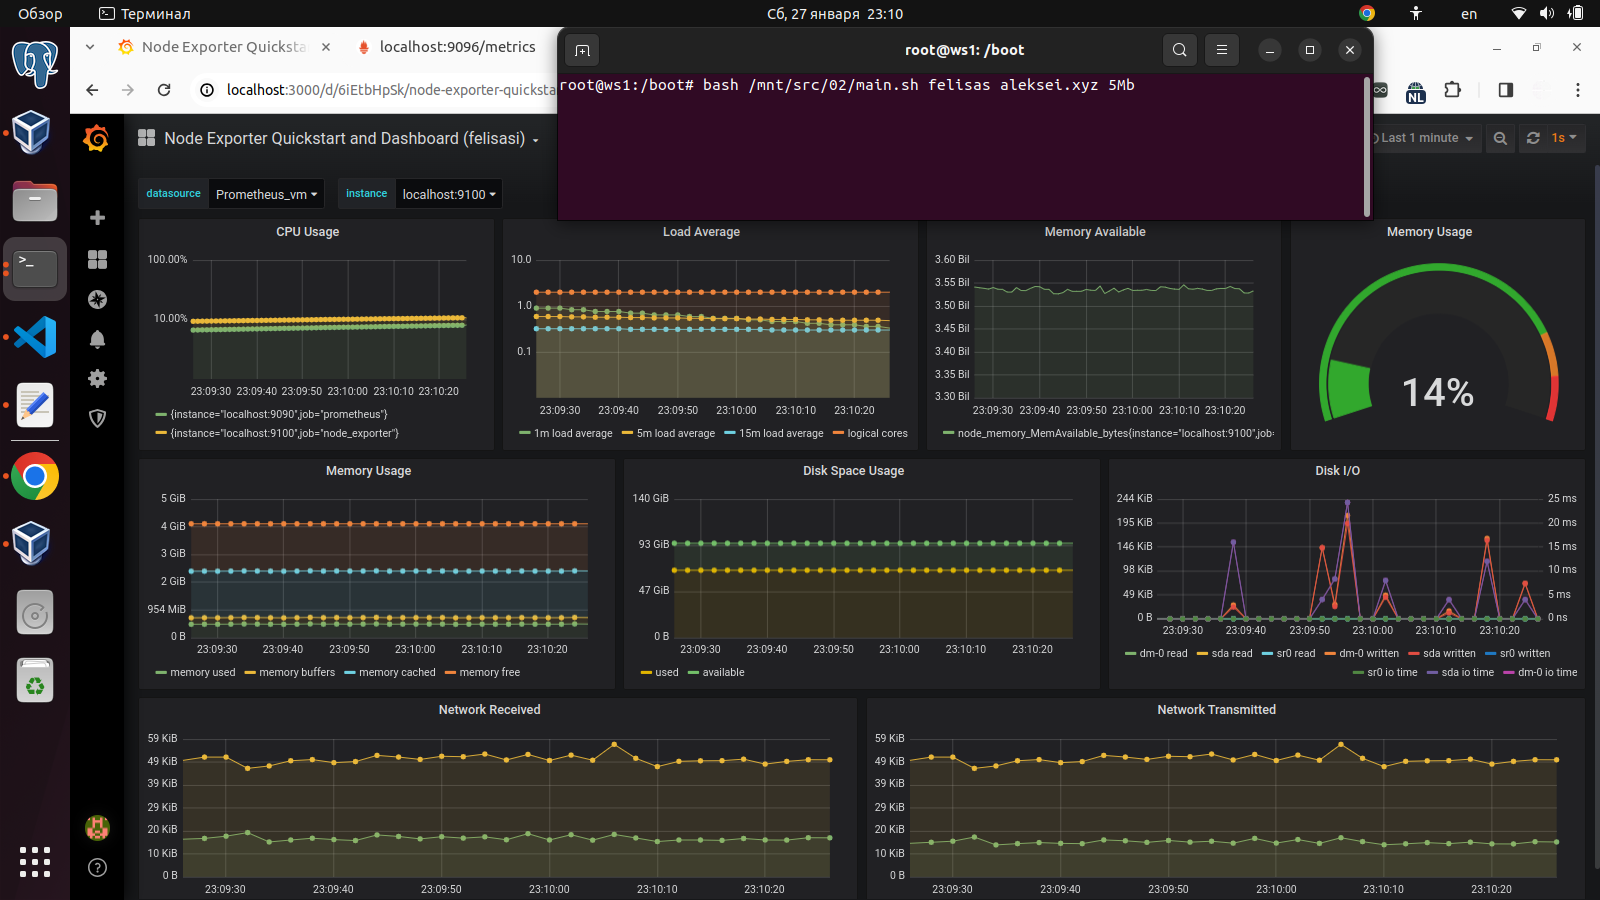 Обзор
Терминал
Сб, 27 января 23:10
en
Node Exporter Quicksta
localhost:9096/metrics
root@ws1: /boot
localhost:3000/d/6iEtbHpSk/node-exporter-quicksta
NL
root@ws1:/boot# bash /mnt/src/02/main.sh felisas aleksei.xyz 5Mb
Node Exporter Quickstart and Dashboard (felisasi)
Last 1 minute
1s
datasource
Prometheus_vm
instance
localhost:9100
CPU Usage
100.00%
10.00%
23:09:30 23:09:40 23:09:50 23:10:00 23:10:10 23:10:20
{instance="localhost:9090",job="prometheus"}
{instance="localhost:9100",job="node_exporter"}
Load Average
10.0
1.0
0.1
23:09:30 23:09:40 23:09:50 23:10:00 23:10:10 23:10:20
1m load average 5m load average 15m load average logical cores
Memory Available
3.60 Bil
3.55 Bil
3.50 Bil
3.45 Bil
3.40 Bil
3.35 Bil
3.30 Bil
23:09:30 23:09:40 23:09:50 23:10:00 23:10:10 23:10:20
node_memory_MemAvailable_bytes{instance="localhost:9100",job=
Memory Usage
14%
Memory Usage
5 GiB
4 GiB
3 GiB
2 GiB
954 MiB
0 B
23:09:30 23:09:40 23:09:50 23:10:00 23:10:10 23:10:20
memory used memory buffers memory cached memory free
Disk Space Usage
140 GiB
93 GiB
47 GiB
0 B
23:09:30 23:09:40 23:09:50 23:10:00 23:10:10 23:10:20
used available
Disk I/O
244 KiB
195 KiB
146 KiB
98 KiB
49 KiB
0 B
25 ms
20 ms
15 ms
10 ms
5 ms
0 ns
23:09:30 23:09:40 23:09:50 23:10:00 23:10:10 23:10:20
dm-0 read sda read sr0 read dm-0 written sda written sr0 written
sr0 io time sda io time dm-0 io time
Network Received
59 KiB
49 KiB
39 KiB
29 KiB
20 KiB
10 KiB
0 B
23:09:30 23:09:40 23:09:50 23:10:00 23:10:10 23:10:20
Network Transmitted
59 KiB
49 KiB
39 KiB
29 KiB
20 KiB
10 KiB
0 B
23:09:30 23:09:40 23:09:50 23:10:00 23:10:10 23:10:20